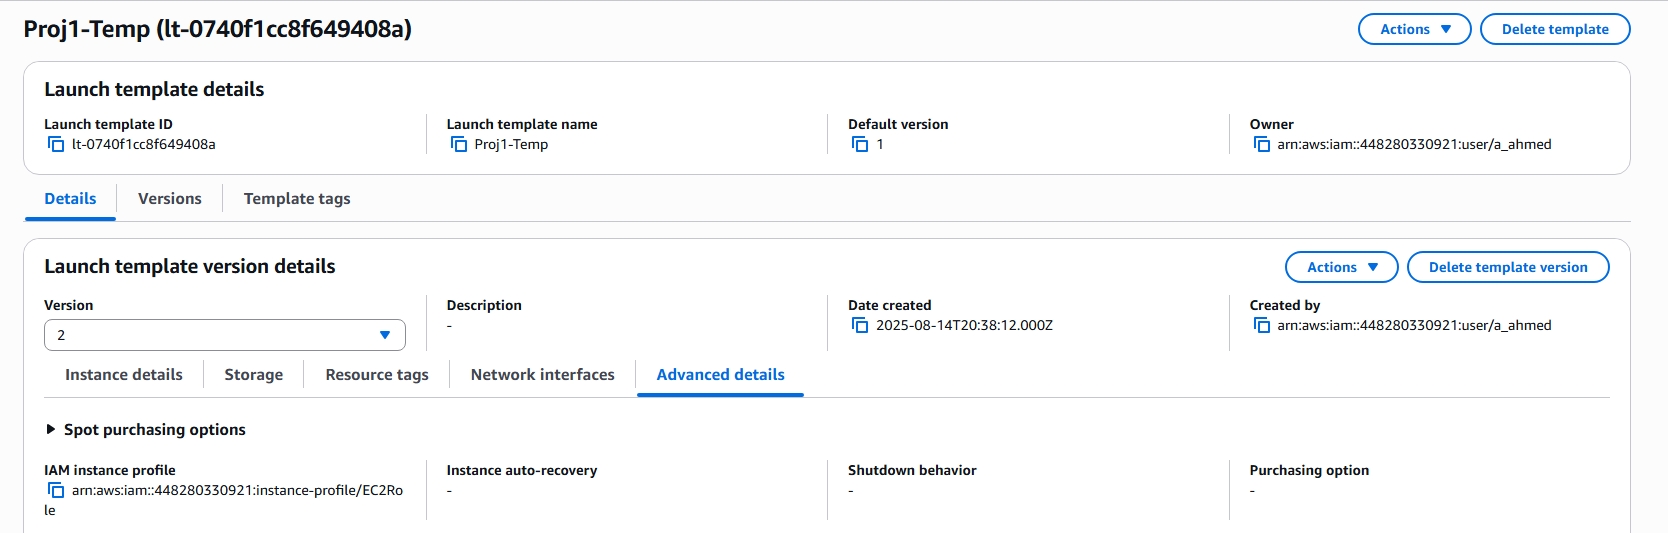 Proj1-Temp (lt-0740f1cc8f649408a)
Actions
Delete template
Launch template details
Launch template ID
lt-0740f1cc8f649408a
Launch template name
Proj1-Temp
Default version
1
Owner
arn:aws:iam::448280330921:user/a_ahmed
Details
Versions
Template tags
Launch template version details
Actions
Delete template version
Version
2
Description
-
Date created
2025-08-14T20:38:12.000Z
Created by
arn:aws:iam::448280330921:user/a_ahmed
Instance details
Storage
Resource tags
Network interfaces
Advanced details
Spot purchasing options
IAM instance profile
arn:aws:iam::448280330921:instance-profile/EC2Ro
le
Instance auto-recovery
-
Shutdown behavior
-
Purchasing option
-